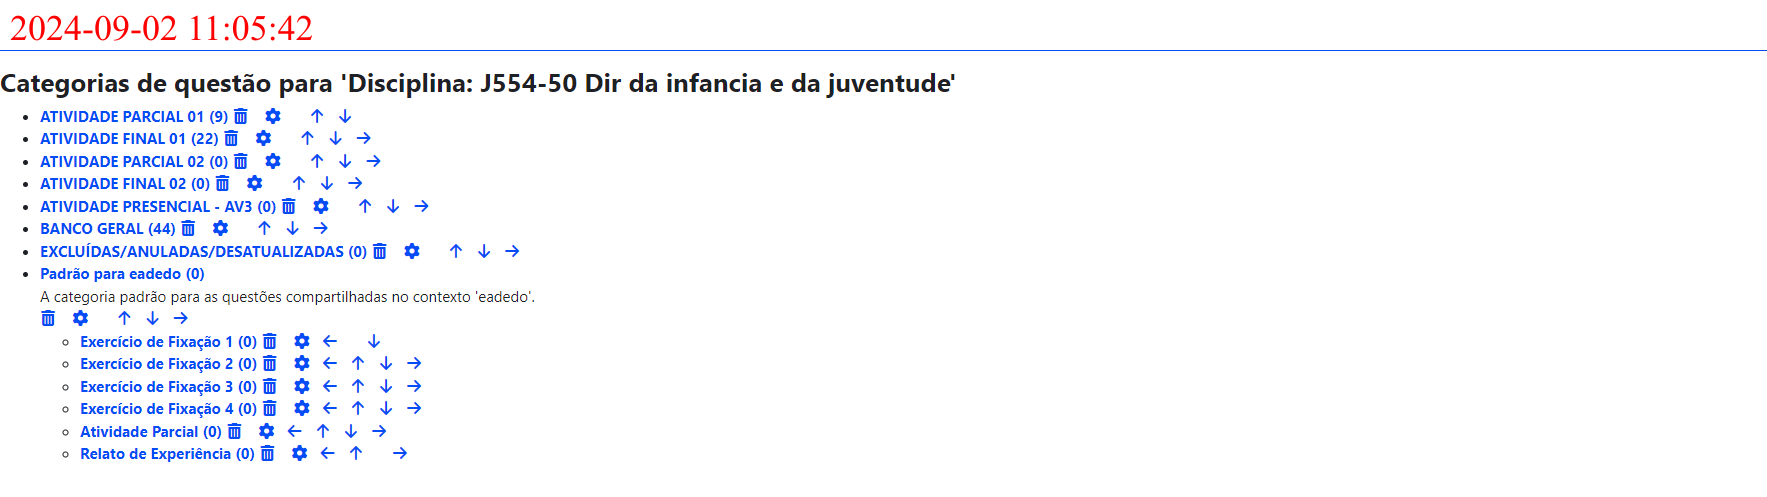 2024-09-02 11:05:42
Categorias de questão para 'Disciplina: J554-50 Dir da infancia e da juventude'
ATIVIDADE PARCIAL 01 (9)
ATIVIDADE FINAL 01 (22)
ATIVIDADE PARCIAL 02 (0)
ATIVIDADE FINAL 02 (0)
ATIVIDADE PRESENCIAL - AV3 (0)
BANCO GERAL (44)
EXCLUÍDAS/ANULADAS/DESATUALIZADAS (0)
Padrão para eadedo (0)
A categoria padrão para as questões compartilhadas no contexto 'eadedo'.
Exercício de Fixação 1 (0)
Exercício de Fixação 2 (0)
Exercício de Fixação 3 (0)
Exercício de Fixação 4 (0)
Atividade Parcial (0)
Relato de Experiência (0)